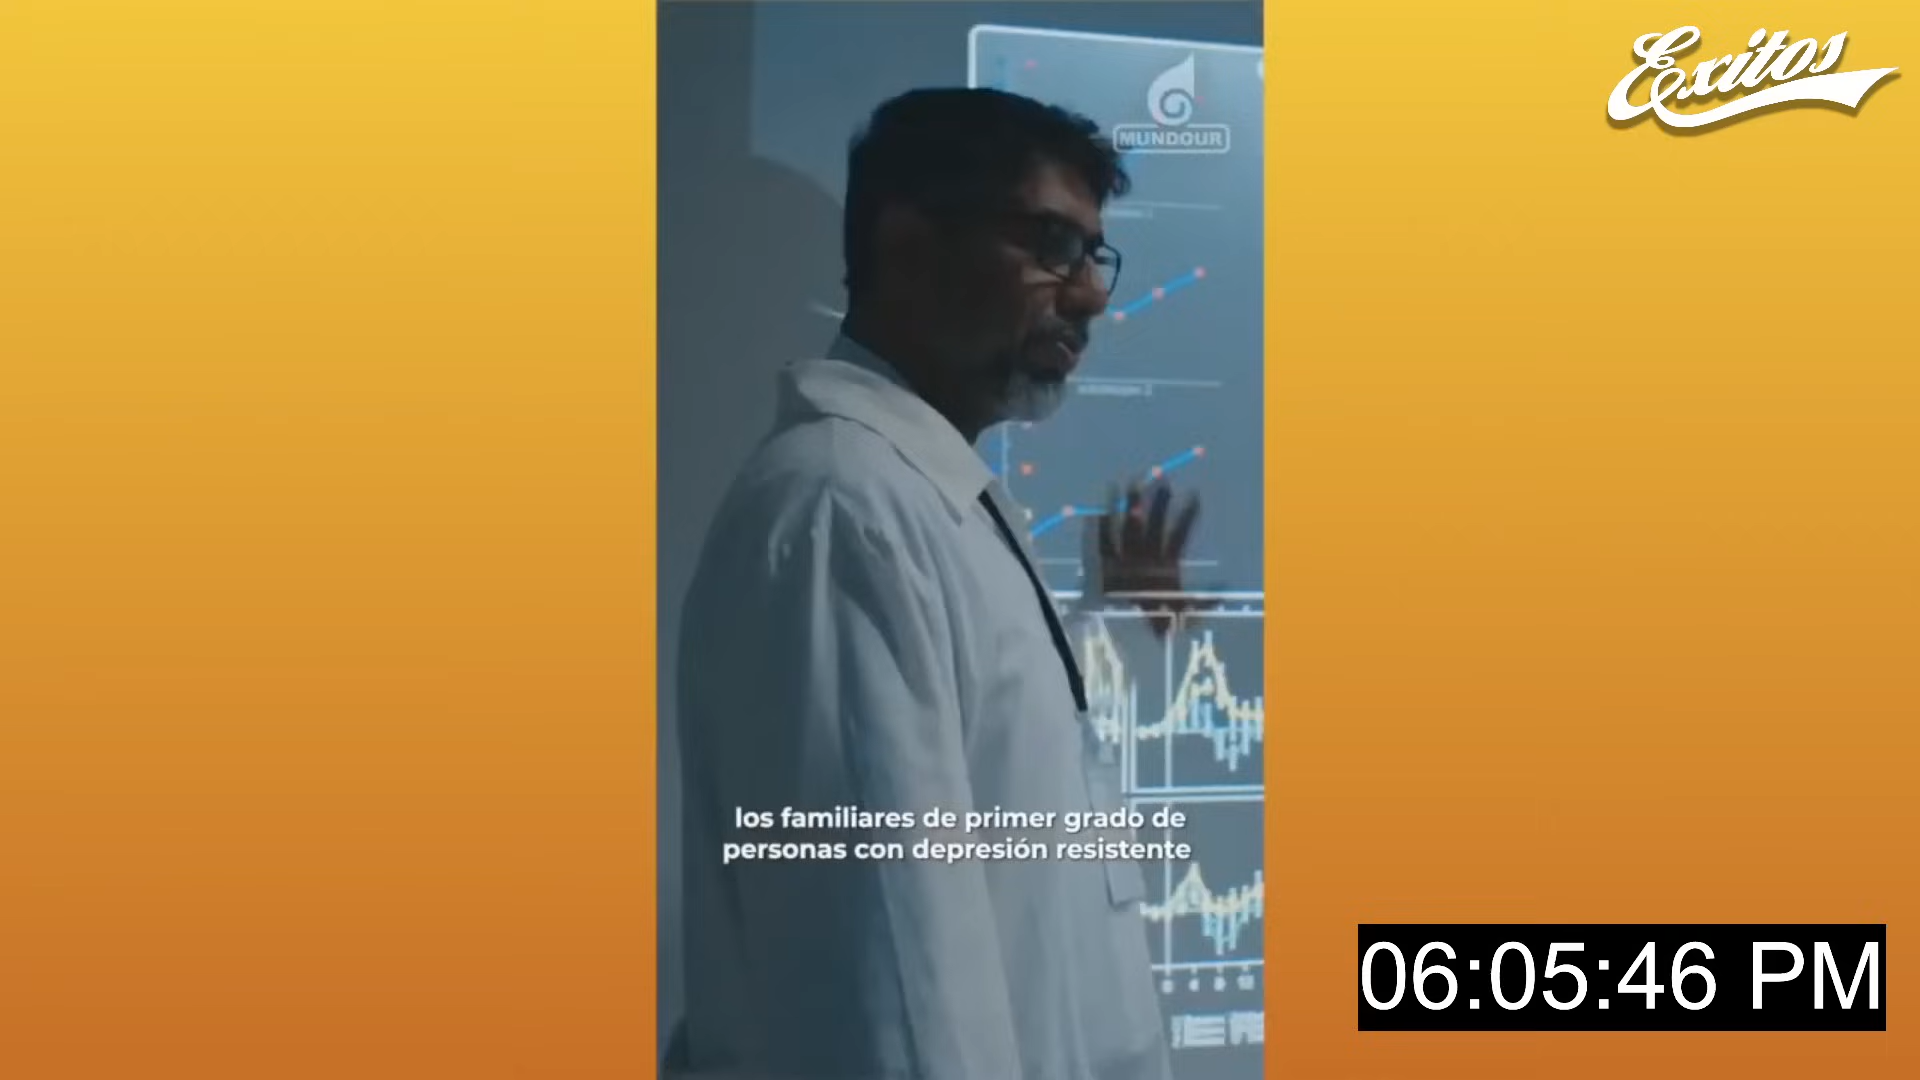 Exitos
MUNDOUR
los familiares de primer grado de
personas con depresión resistente
06:05:46 PM